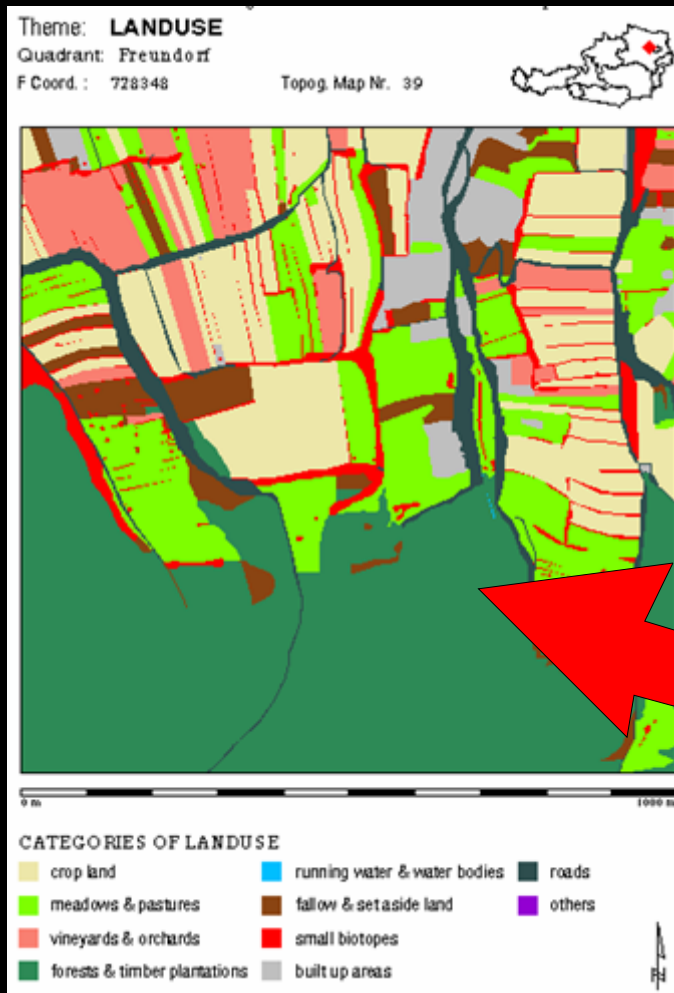 Theme: LANDUSE
Quadrant: Freundorf
F Coord. : 728348 Topog. Map Nr. 39
0 m 1000 m
CATEGORIES OF LANDUSE
crop land running water & water bodies roads
meadows & pastures fallow & set aside land others
vineyards & orchards small biotopes
forests & timber plantations built up areas
N